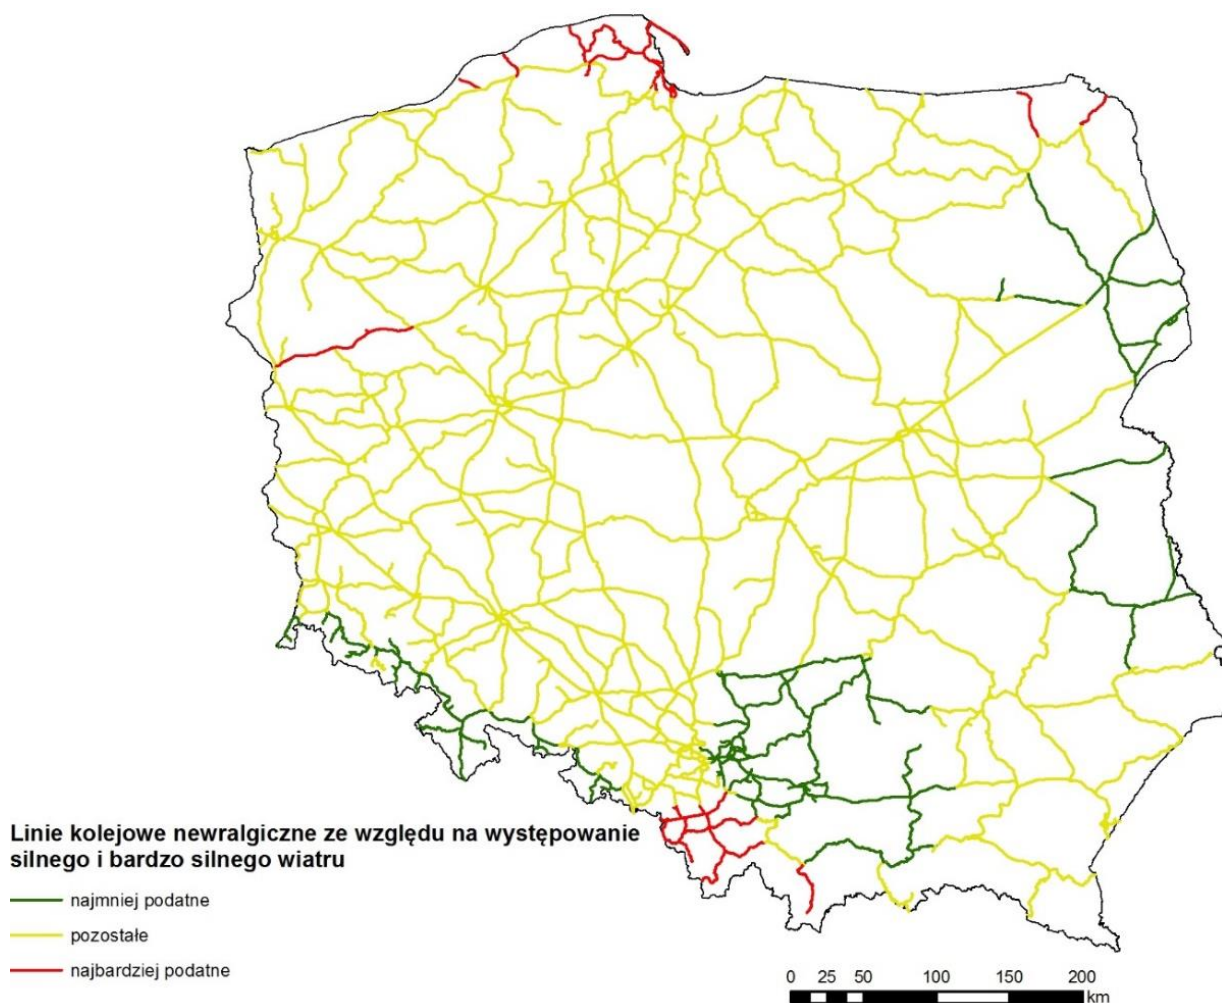 Linie kolejowe newralgiczne ze względu na występowanie
silnego i bardzo silnego wiatru
najmniej podatne
pozostałe
najbardziej podatne
0 25 50 100 150 200
km